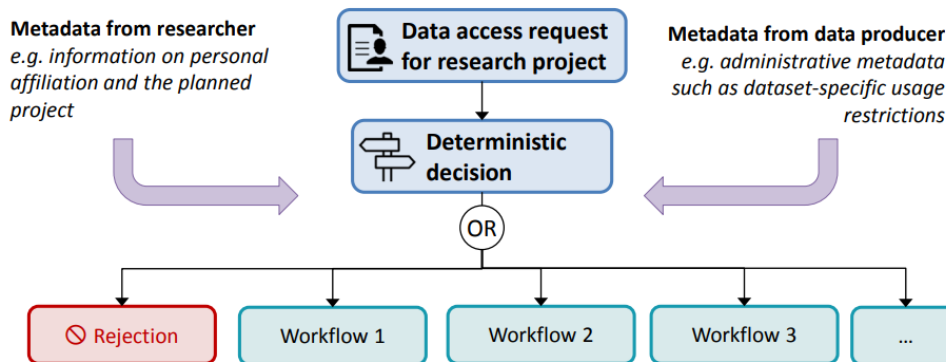 Metadata from researcher
e.g. information on personal
affiliation and the planned
project
Data access request
for research project
Metadata from data producer
e.g. administrative metadata
such as dataset-specific usage
restrictions
Deterministic
decision
OR
Rejection
Workflow 1
Workflow 2
Workflow 3
...